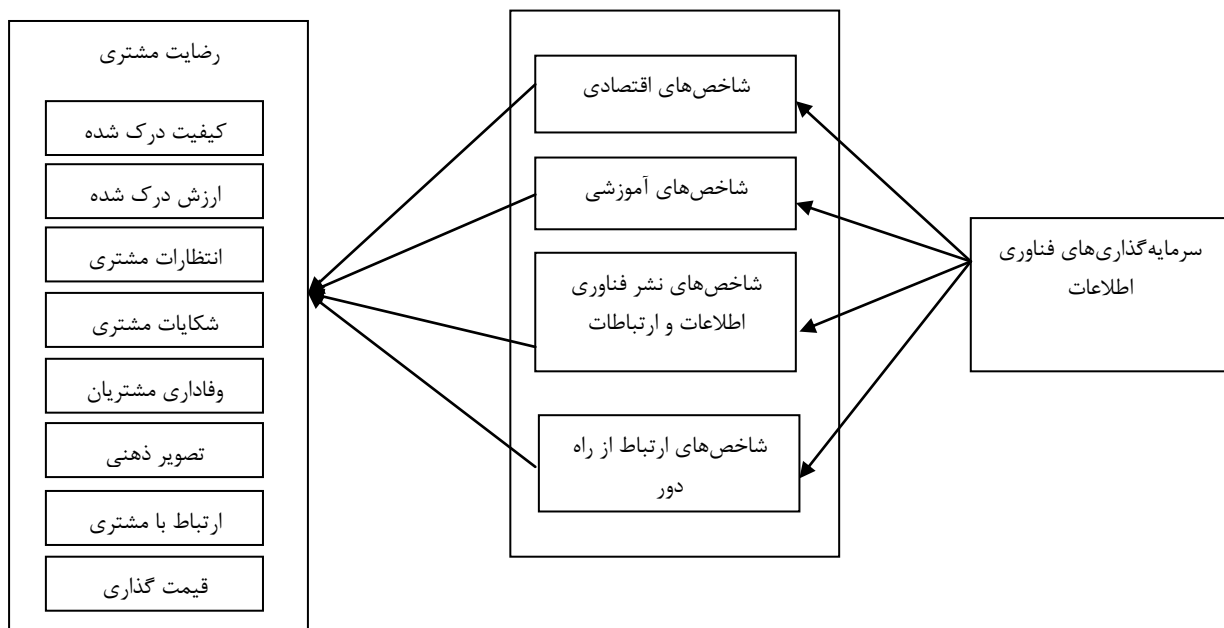 سرمایه‌گذاری‌های فناوری
اطلاعات
شاخص‌های اقتصادی
شاخص‌های آموزشی
شاخص‌های نشر فناوری
اطلاعات و ارتباطات
شاخص‌های ارتباط از راه
دور
رضایت مشتری
کیفیت درک شده
ارزش درک شده
انتظارات مشتری
شکایات مشتری
وفاداری مشتریان
تصویر ذهنی
ارتباط با مشتری
قیمت گذاری